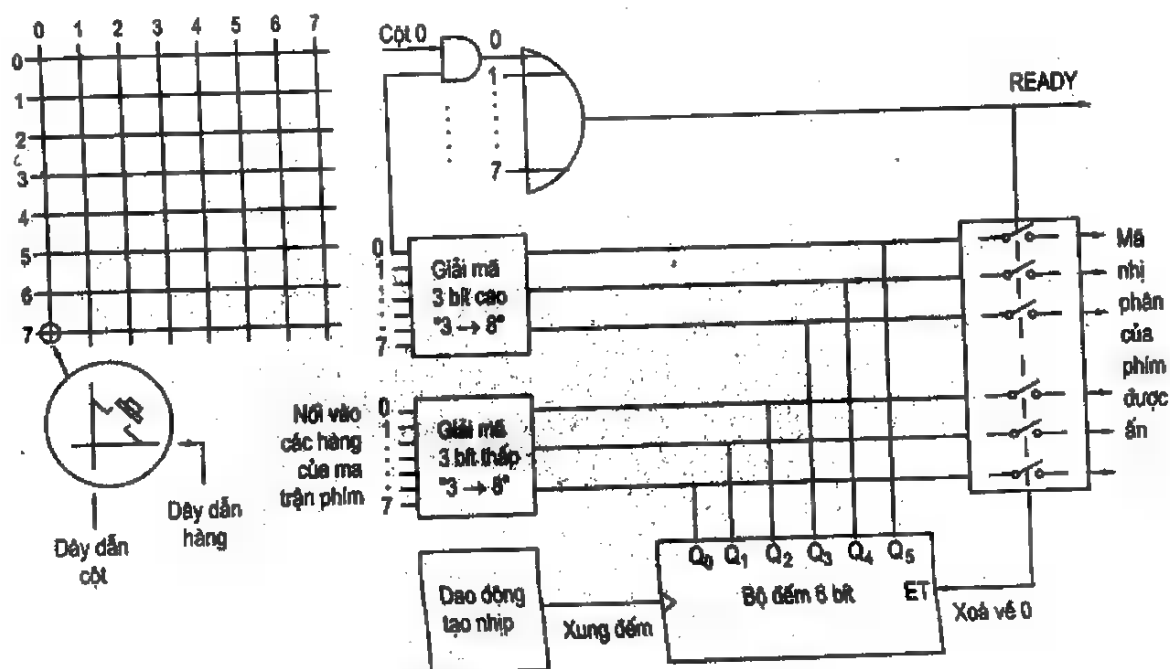 0 1 2 3 4 5 6 7
0
1
2
3
4
5
6
7
Dây dẫn
hàng
Dây dẫn
cột
Cột 0
0
1
7
READY
0
1
7
Giải mã
3 bít cao
"3 → 8"
Nối vào
các hàng
của ma
trận phím
0
1
7
Giải mã
3 bít thấp
"3 → 8"
Mã
nhị
phân
của
phím
được
ấn
Dao động
tạo nhịp
Xung đếm
Q0 Q1 Q2 Q3 Q4 Q5
Bộ đếm 6 bít
ET
Xoá về 0